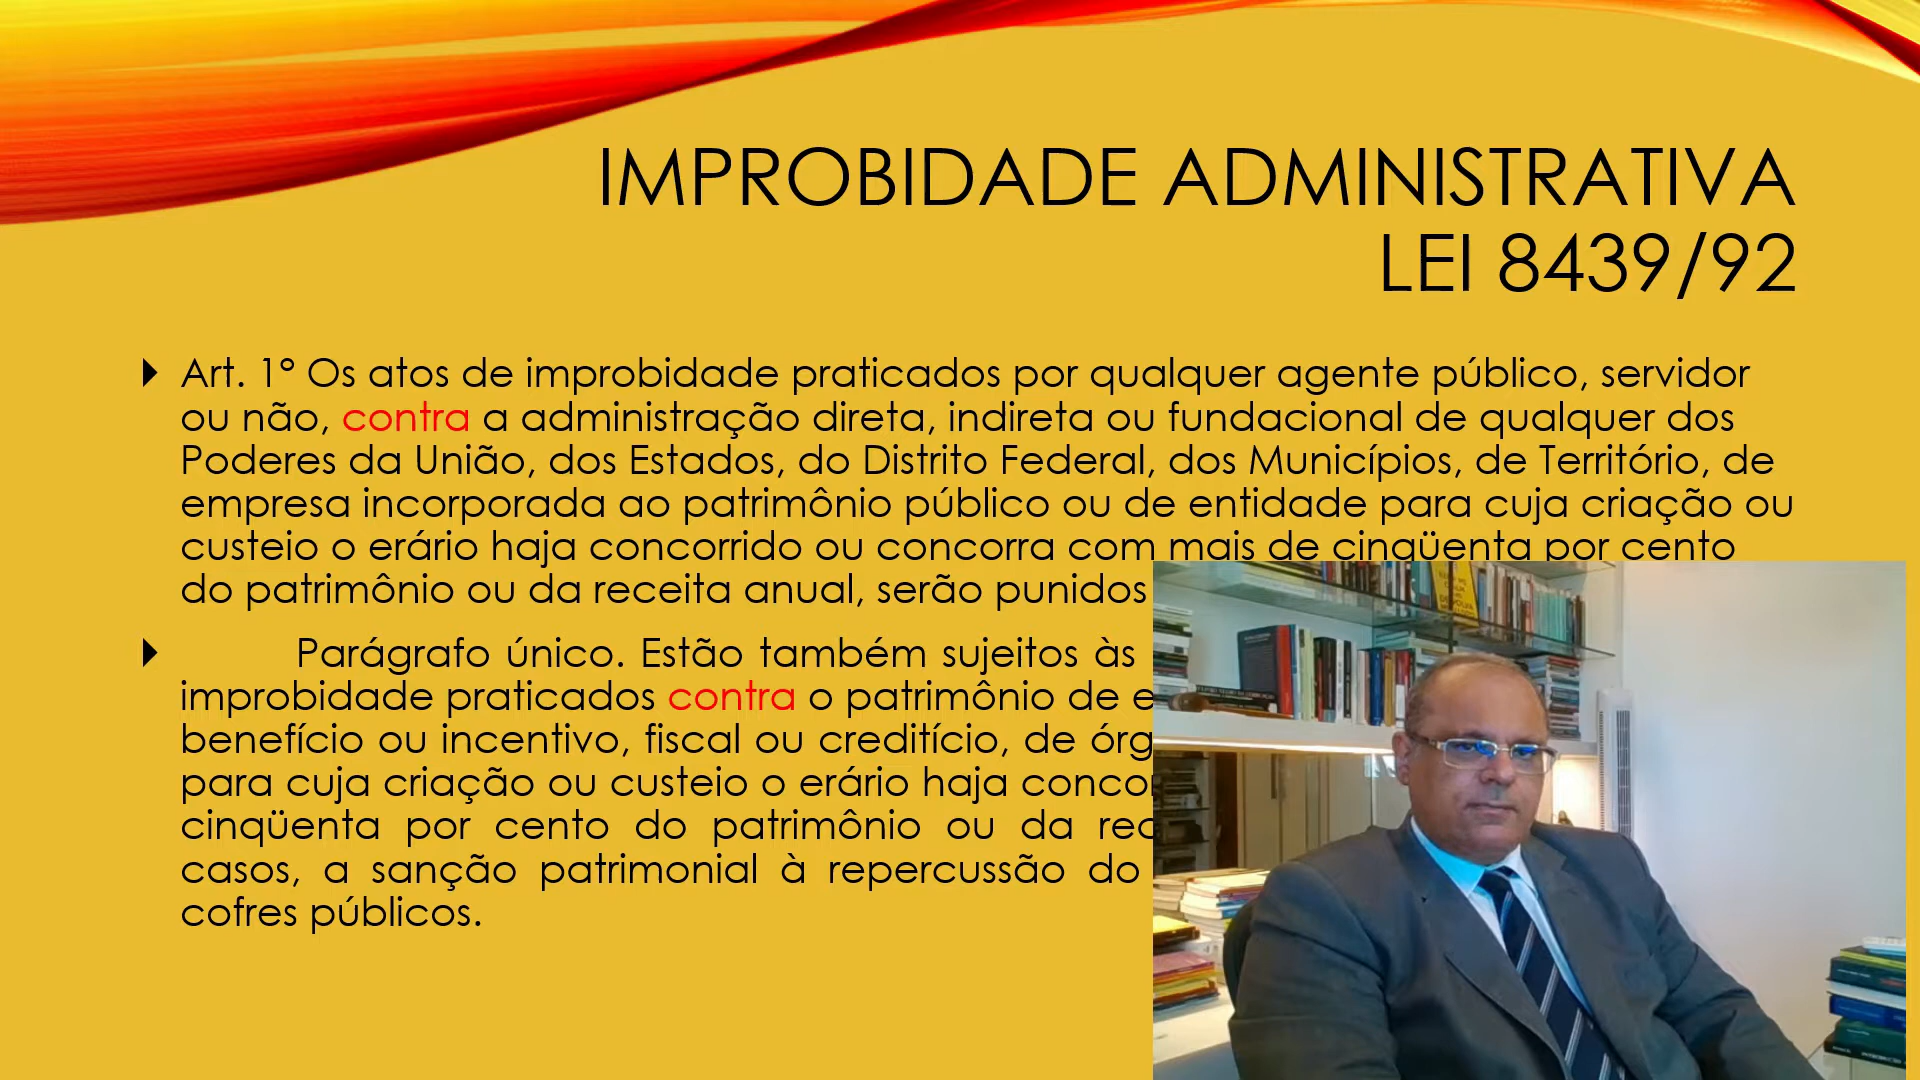 IMPROBIDADE ADMINISTRATIVA
LEI 8439/92
Art. 1° Os atos de improbidade praticados por qualquer agente público, servidor
ou não, contra a administração direta, indireta ou fundacional de qualquer dos
Poderes da União, dos Estados, do Distrito Federal, dos Municípios, de Território, de
empresa incorporada ao patrimônio público ou de entidade para cuja criação ou
custeio o erário haja concorrido ou concorra com mais de cinqüenta por cento
do patrimônio ou da receita anual, serão punidos
Parágrafo único. Estão também sujeitos às
improbidade praticados contra o patrimônio de
benefício ou incentivo, fiscal ou creditício, de
para cuja criação ou custeio o erário haja
cinqüenta por cento do patrimônio ou da
casos, a sanção patrimonial à repercussão do
cofres públicos.